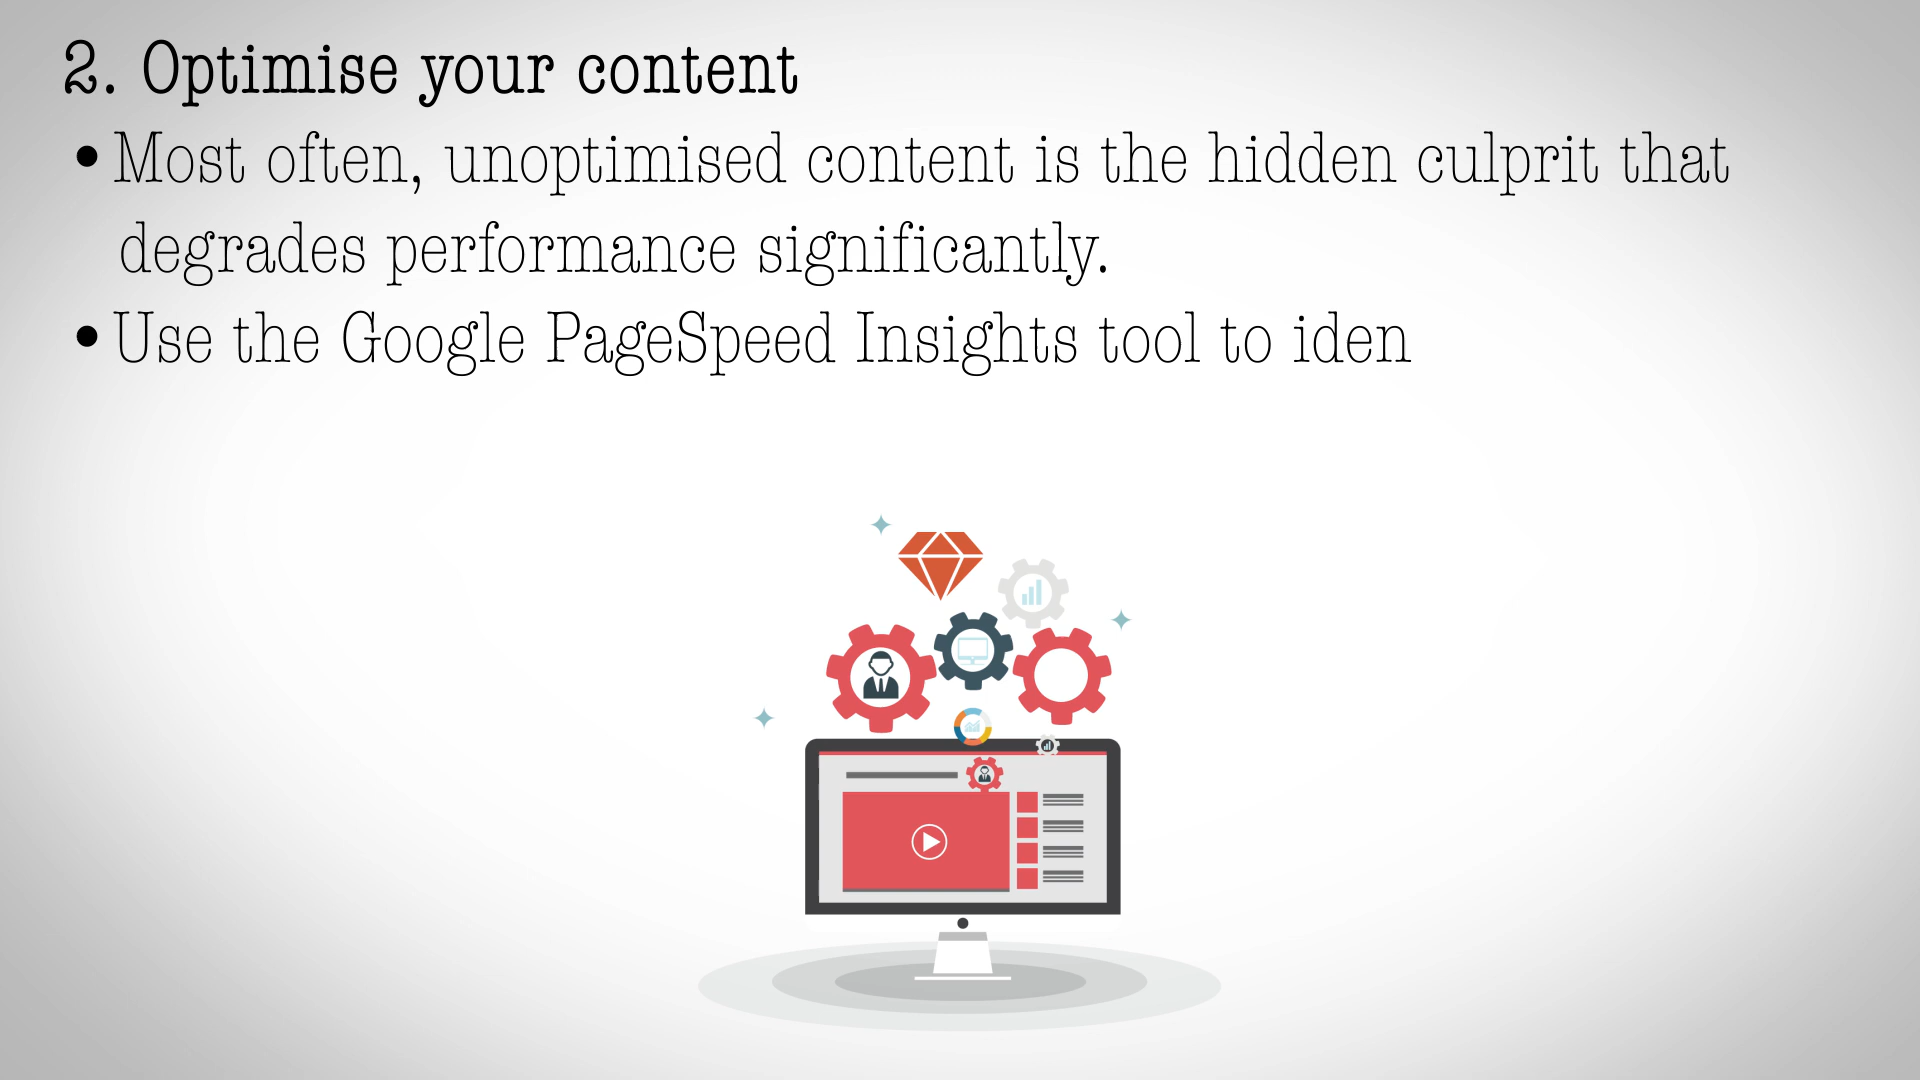 2. Optimise your content
• Most often, unoptimised content is the hidden culprit that
degrades performance significantly.
• Use the Google PageSpeed Insights tool to iden